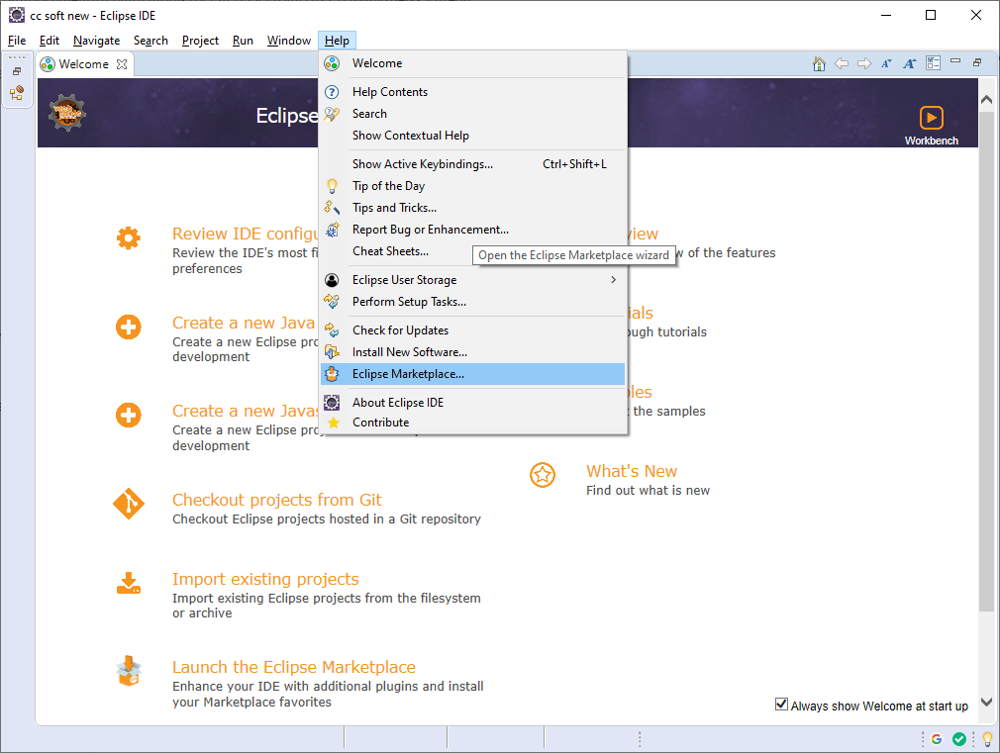 cc soft new - Eclipse IDE
File Edit Navigate Search Project Run Window Help
Welcome
Welcome
Help Contents
Search
Show Contextual Help
Show Active Keybindings... Ctrl+Shift+L
Tip of the Day
Tips and Tricks...
Report Bug or Enhancement...
Cheat Sheets...
Open the Eclipse Marketplace wizard
Eclipse User Storage
Perform Setup Tasks...
Check for Updates
Install New Software...
Eclipse Marketplace...
About Eclipse IDE
Contribute
Eclipse
Workbench
Review IDE configu
Review the IDE's most fi
preferences
Create a new Java
Create a new Eclipse pro
development
Create a new Javas
Create a new Eclipse proj
development
Checkout projects from Git
Checkout Eclipse projects hosted in a Git repository
Import existing projects
Import existing Eclipse projects from the filesystem
or archive
Launch the Eclipse Marketplace
Enhance your IDE with additional plugins and install
your Marketplace favorites
view
w of the features
ials
ough tutorials
les
t the samples
What's New
Find out what is new
Always show Welcome at start up